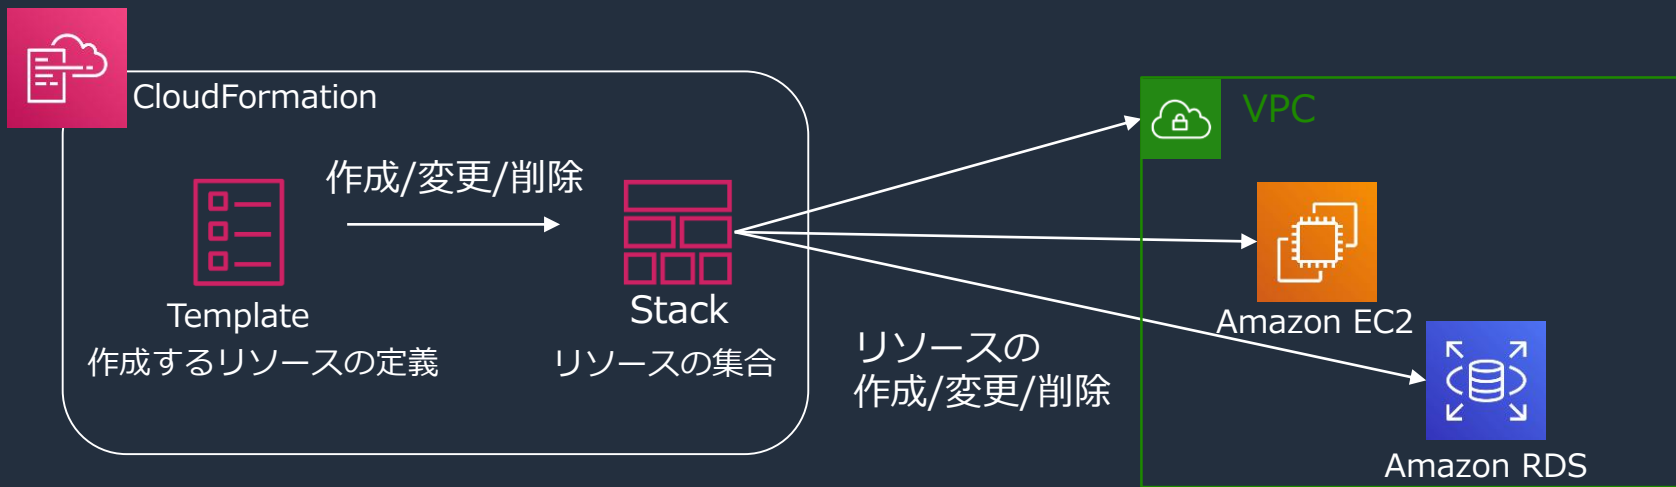 CloudFormation
作成/変更/削除
Template
作成するリソースの定義
Stack
リソースの集合
リソースの
作成/変更/削除
VPC
Amazon EC2
Amazon RDS